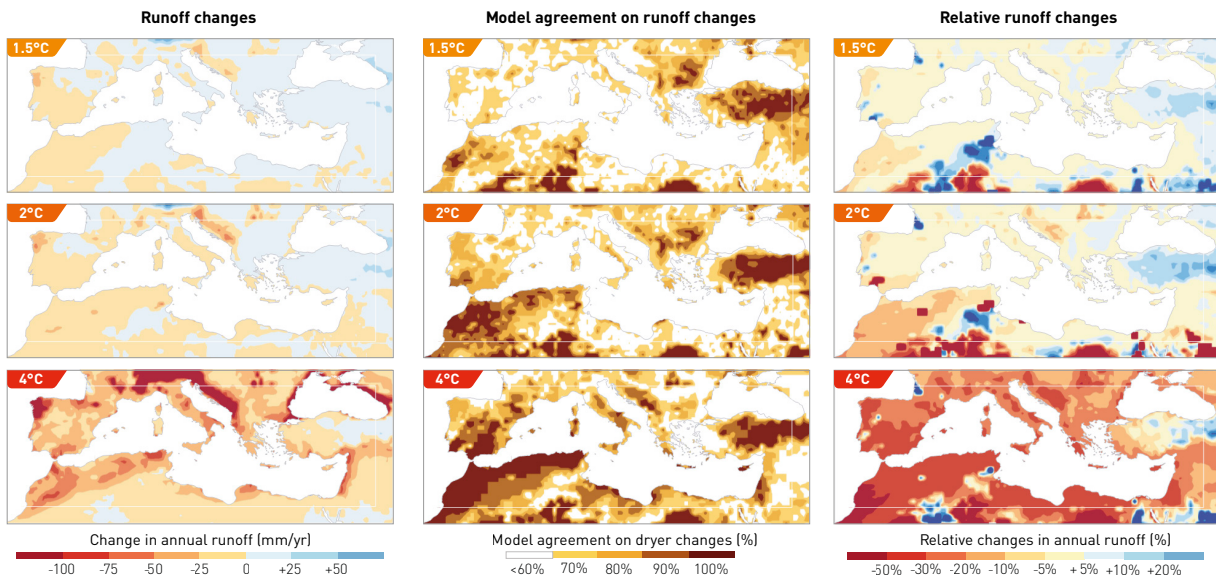 Runoff changes
Model agreement on runoff changes
Relative runoff changes
1.5°C
1.5°C
1.5°C
2°C
2°C
2°C
4°C
4°C
4°C
Change in annual runoff (mm/yr)
-100 -75 -50 -25 0 +25 +50
Model agreement on dryer changes (%)
<60% 70% 80% 90% 100%
Relative changes in annual runoff (%)
-50% -30% -20% -10% -5% +5% +10% +20%